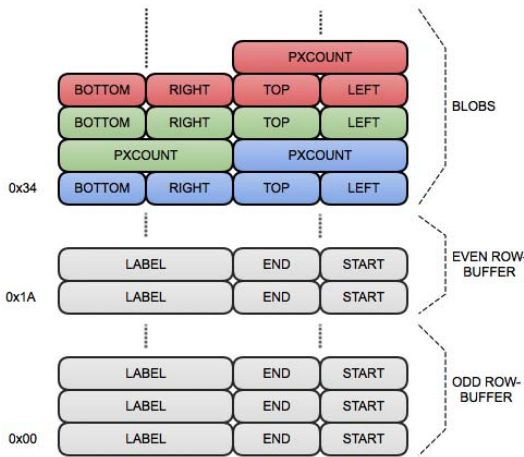 PXCOUNT
BOTTOM RIGHT TOP LEFT
BOTTOM RIGHT TOP LEFT
BLOBS
PXCOUNT PXCOUNT
0x34 BOTTOM RIGHT TOP LEFT
LABEL END START
EVEN ROW-
BUFFER
0x1A LABEL END START
LABEL END START
ODD ROW-
BUFFER
LABEL END START
0x00 LABEL END START